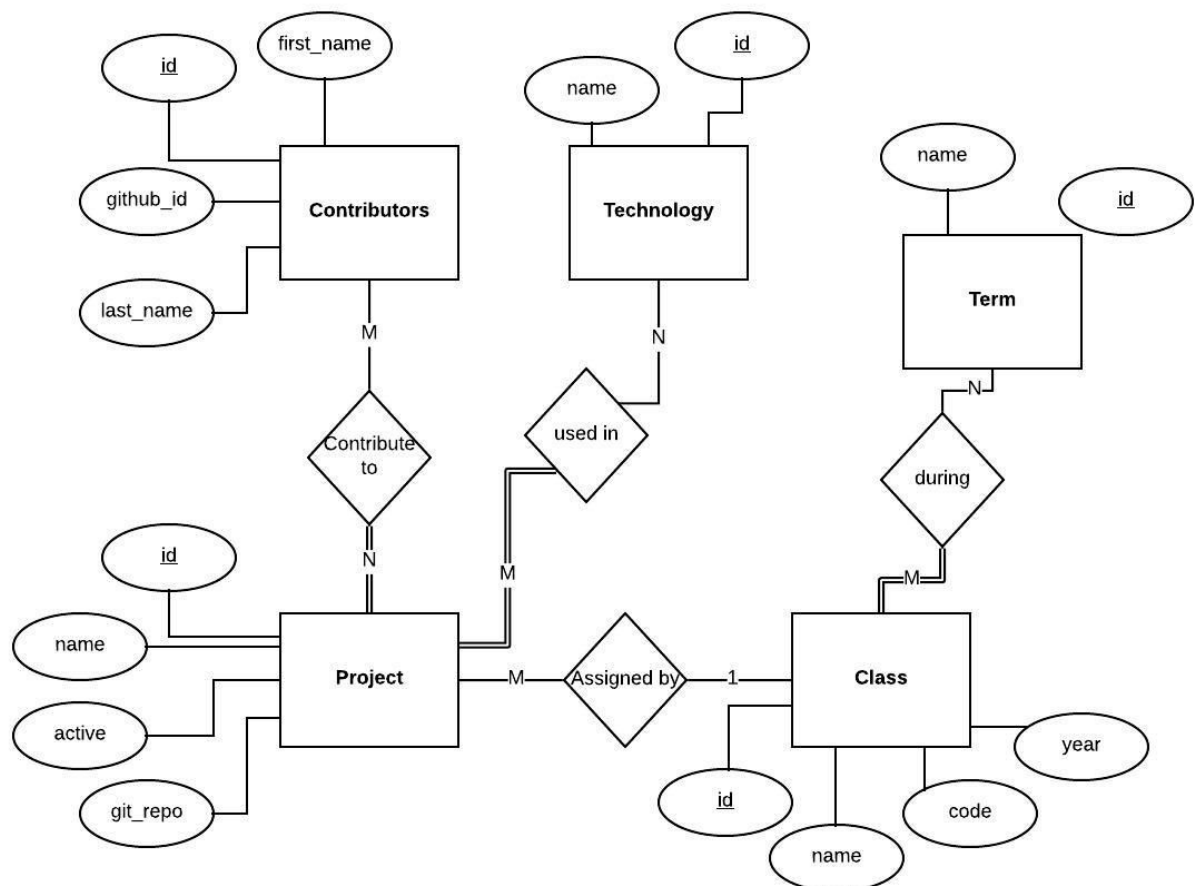 first_name
id
id
name
name
github_id
Contributors
Technology
id
last_name
Term
M
N
N
Contribute
to
used in
during
id
N
M
M
name
Project
M
Assigned by
1
Class
active
year
git_repo
id
code
name